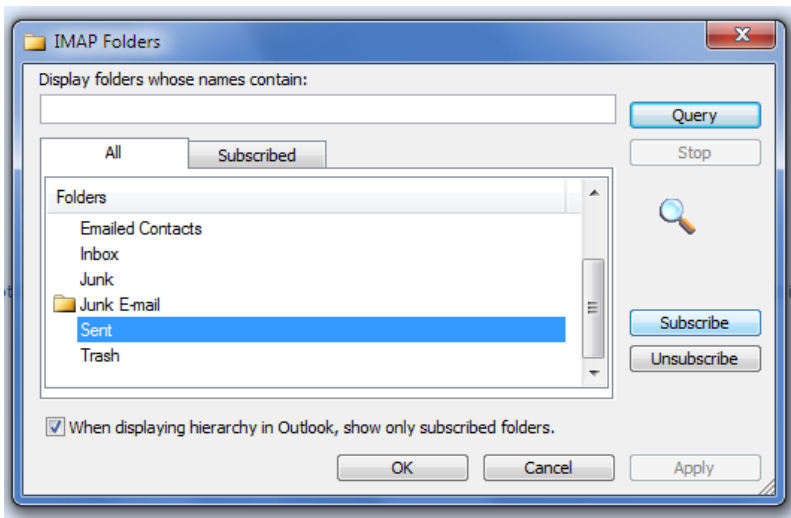 IMAP Folders
Display folders whose names contain:
Query
All
Subscribed
Stop
Folders
Emailed Contacts
Inbox
Junk
Junk E-mail
Sent
Subscribe
Trash
Unsubscribe
When displaying hierarchy in Outlook, show only subscribed folders.
OK
Cancel
Apply